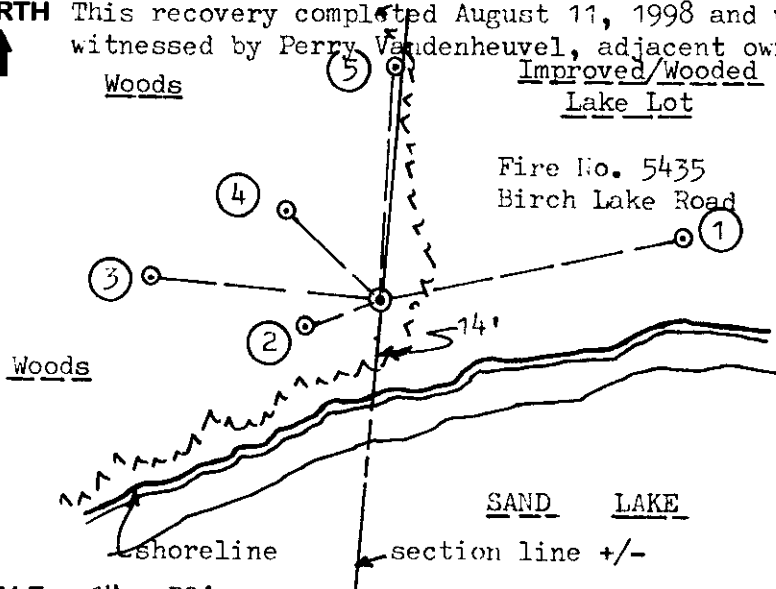 RTH This recovery completed August 11, 1998 and
witnessed by Perry Vandenheuvel, adjacent
5
Woods
Improved/Wooded
Lake Lot
Fire No. 5435
Birch Lake Road
4
1
3
2
14'
Woods
SAND LAKE
shoreline
section line +/-